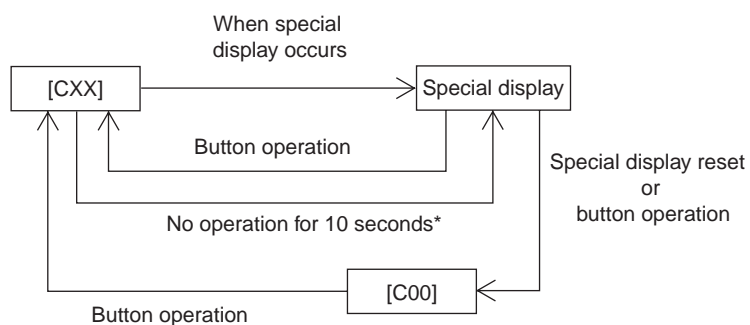 When special
display occurs
[CXX]
Special display
Button operation
Special display reset
or
button operation
No operation for 10 seconds*
[C00]
Button operation